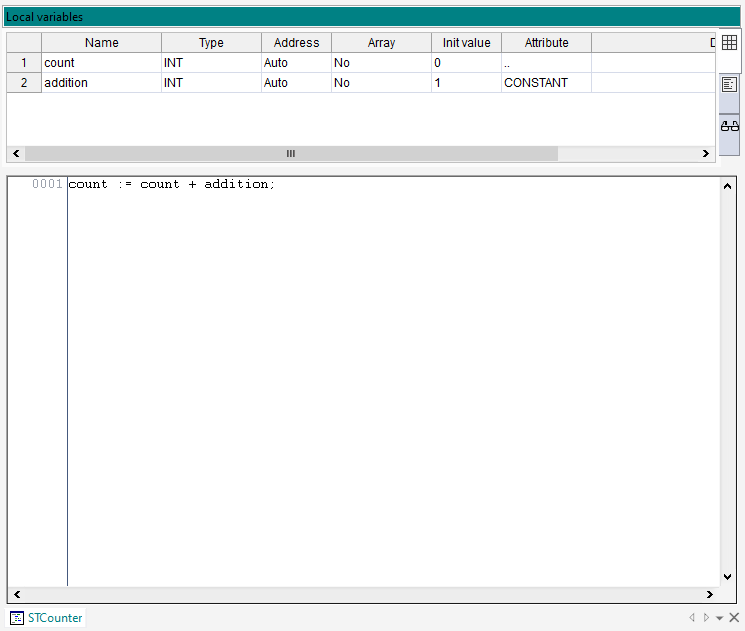 Local variables
Name Type Address Array Init value Attribute D
1 count INT Auto No 0 ..
2 addition INT Auto No 1 CONSTANT
0001 count := count + addition;
STCounter